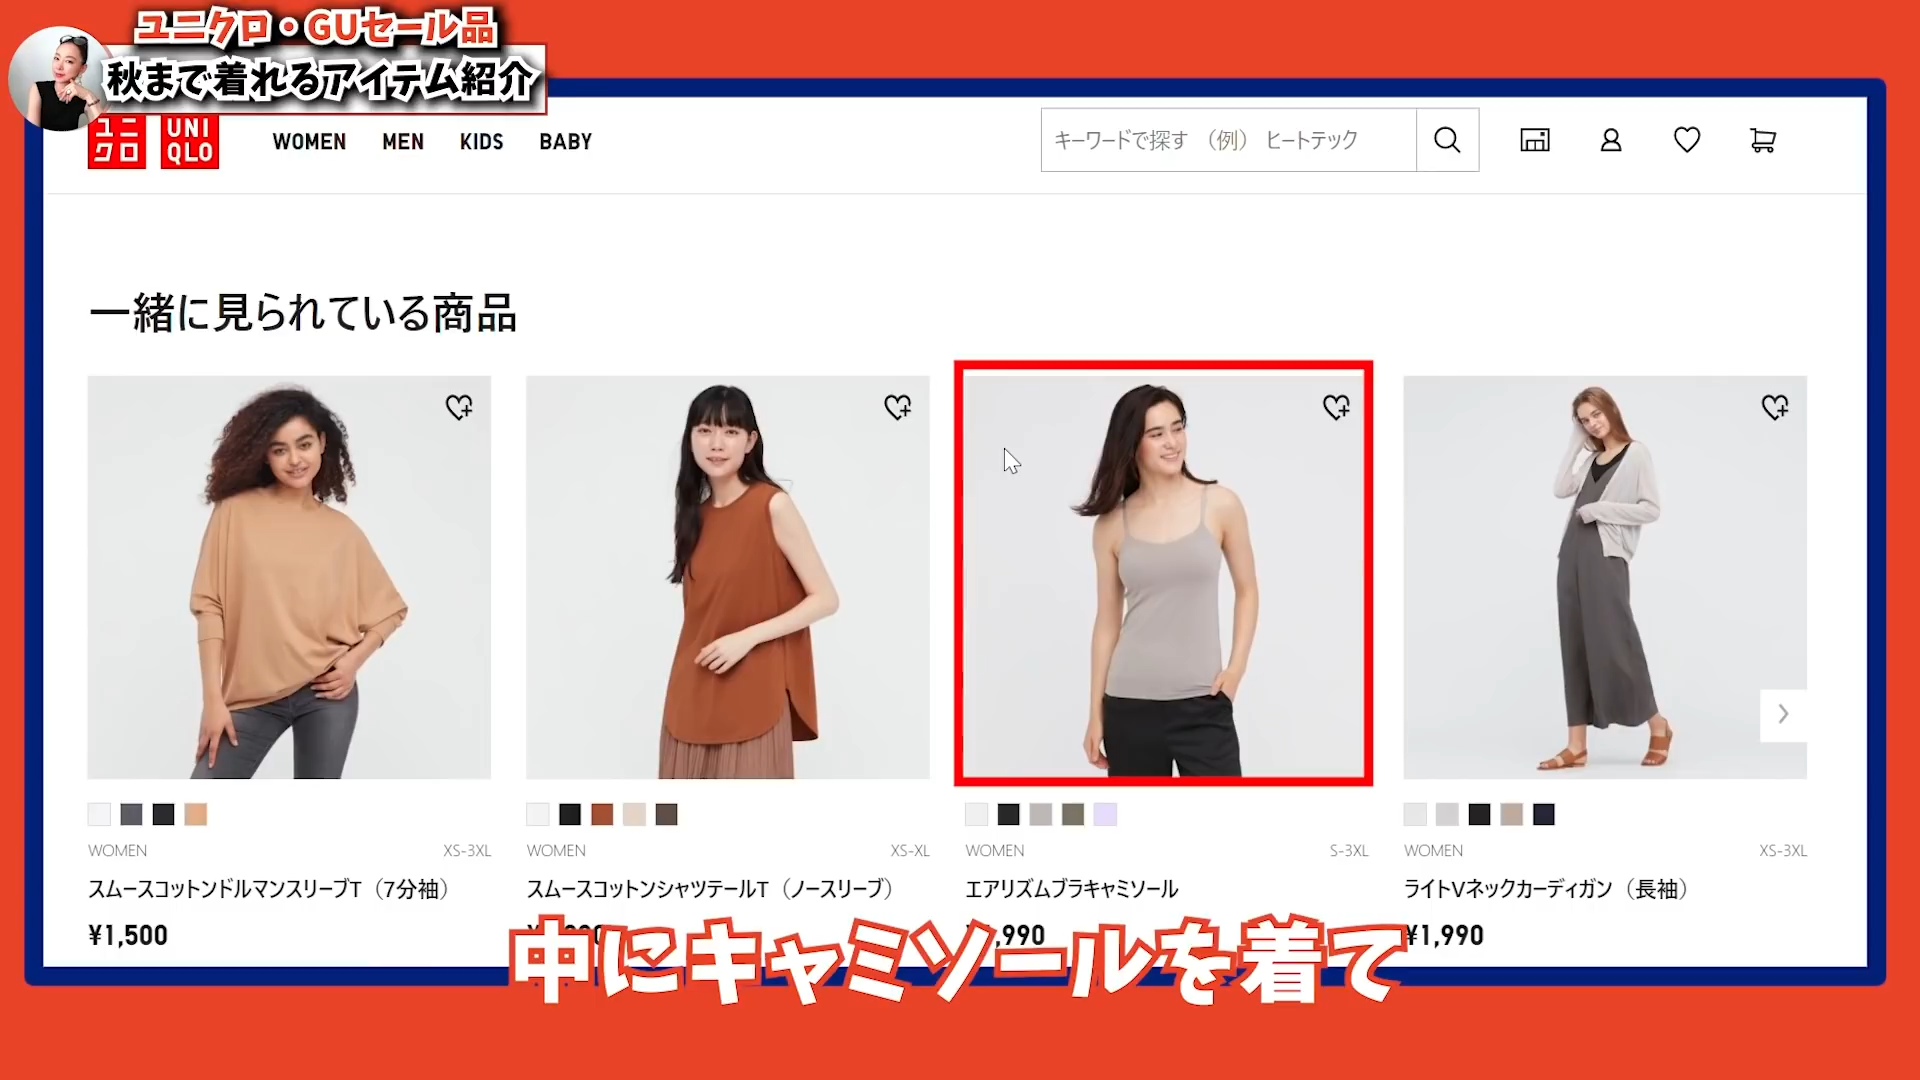 ユニクロ・GUセール品
秋まで着れるアイテム紹介
ユニクロ
UNIQLO
WOMEN MEN KIDS BABY
キーワードで探す （例） ヒートテック
一緒に見られている商品
WOMEN XS-3XL
スムースコットンドルマンスリーブT（7分袖）
¥1,500
WOMEN XS-XL
スムースコットンシャツテールT（ノースリーブ）
WOMEN S-3XL
エアリズムブラキャミソール
,990
WOMEN XS-3XL
ライトVネックカーディガン（長袖）
¥1,990
中にキャミソールを着て